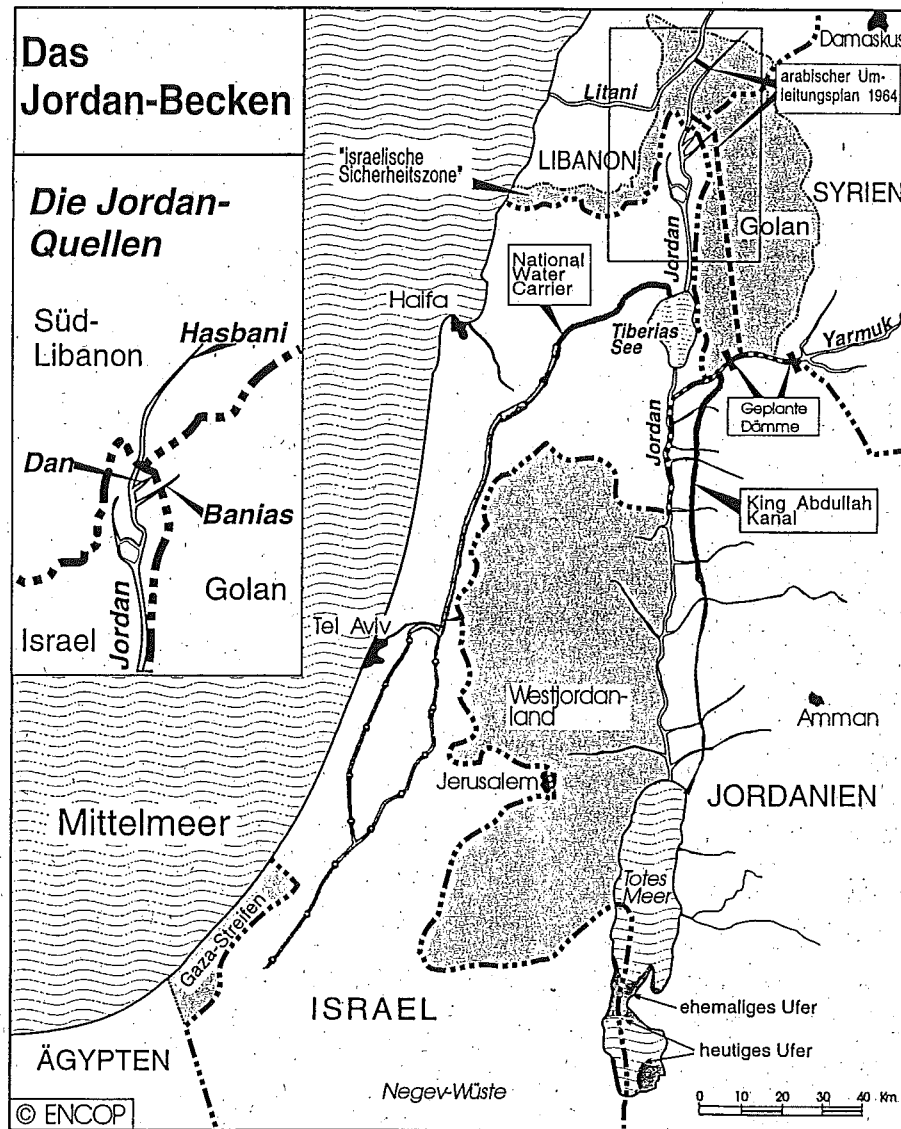 Das
Jordan-Becken
Die Jordan-
Quellen
Süd-
Libanon
Hasbani
Dan
Banias
Golan
Israel
Jordan
Damaskus
arabischer Um-
leitungsplan 1964
Litani
LIBANON
"israelische
Sicherheitszone"
SYRIEN
Golan
Jordan
National
Water
Carrier
Haifa
Tiberias
See
Yarmuk
Geplante
Dämme
Jordan
King Abdullah
Kanal
Tel Aviv
Westjordan-
land
Amman
Jerusalem
JORDANIEN
Mittelmeer
Totes
Meer
Gaza-Streifen
ISRAEL
ehemaliges Ufer
heutiges Ufer
ÄGYPTEN
Negev-Wüste
0 10 20 30 40 Km.
© ENCOP